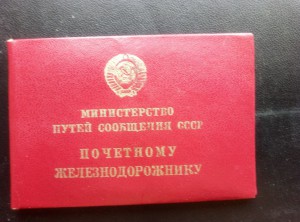 МИНИСТЕРСТВО
ПУТЕЙ СООБЩЕНИЯ СССР
ПОЧЕТНОМУ
ЖЕЛЕЗНОДОРОЖНИКУ